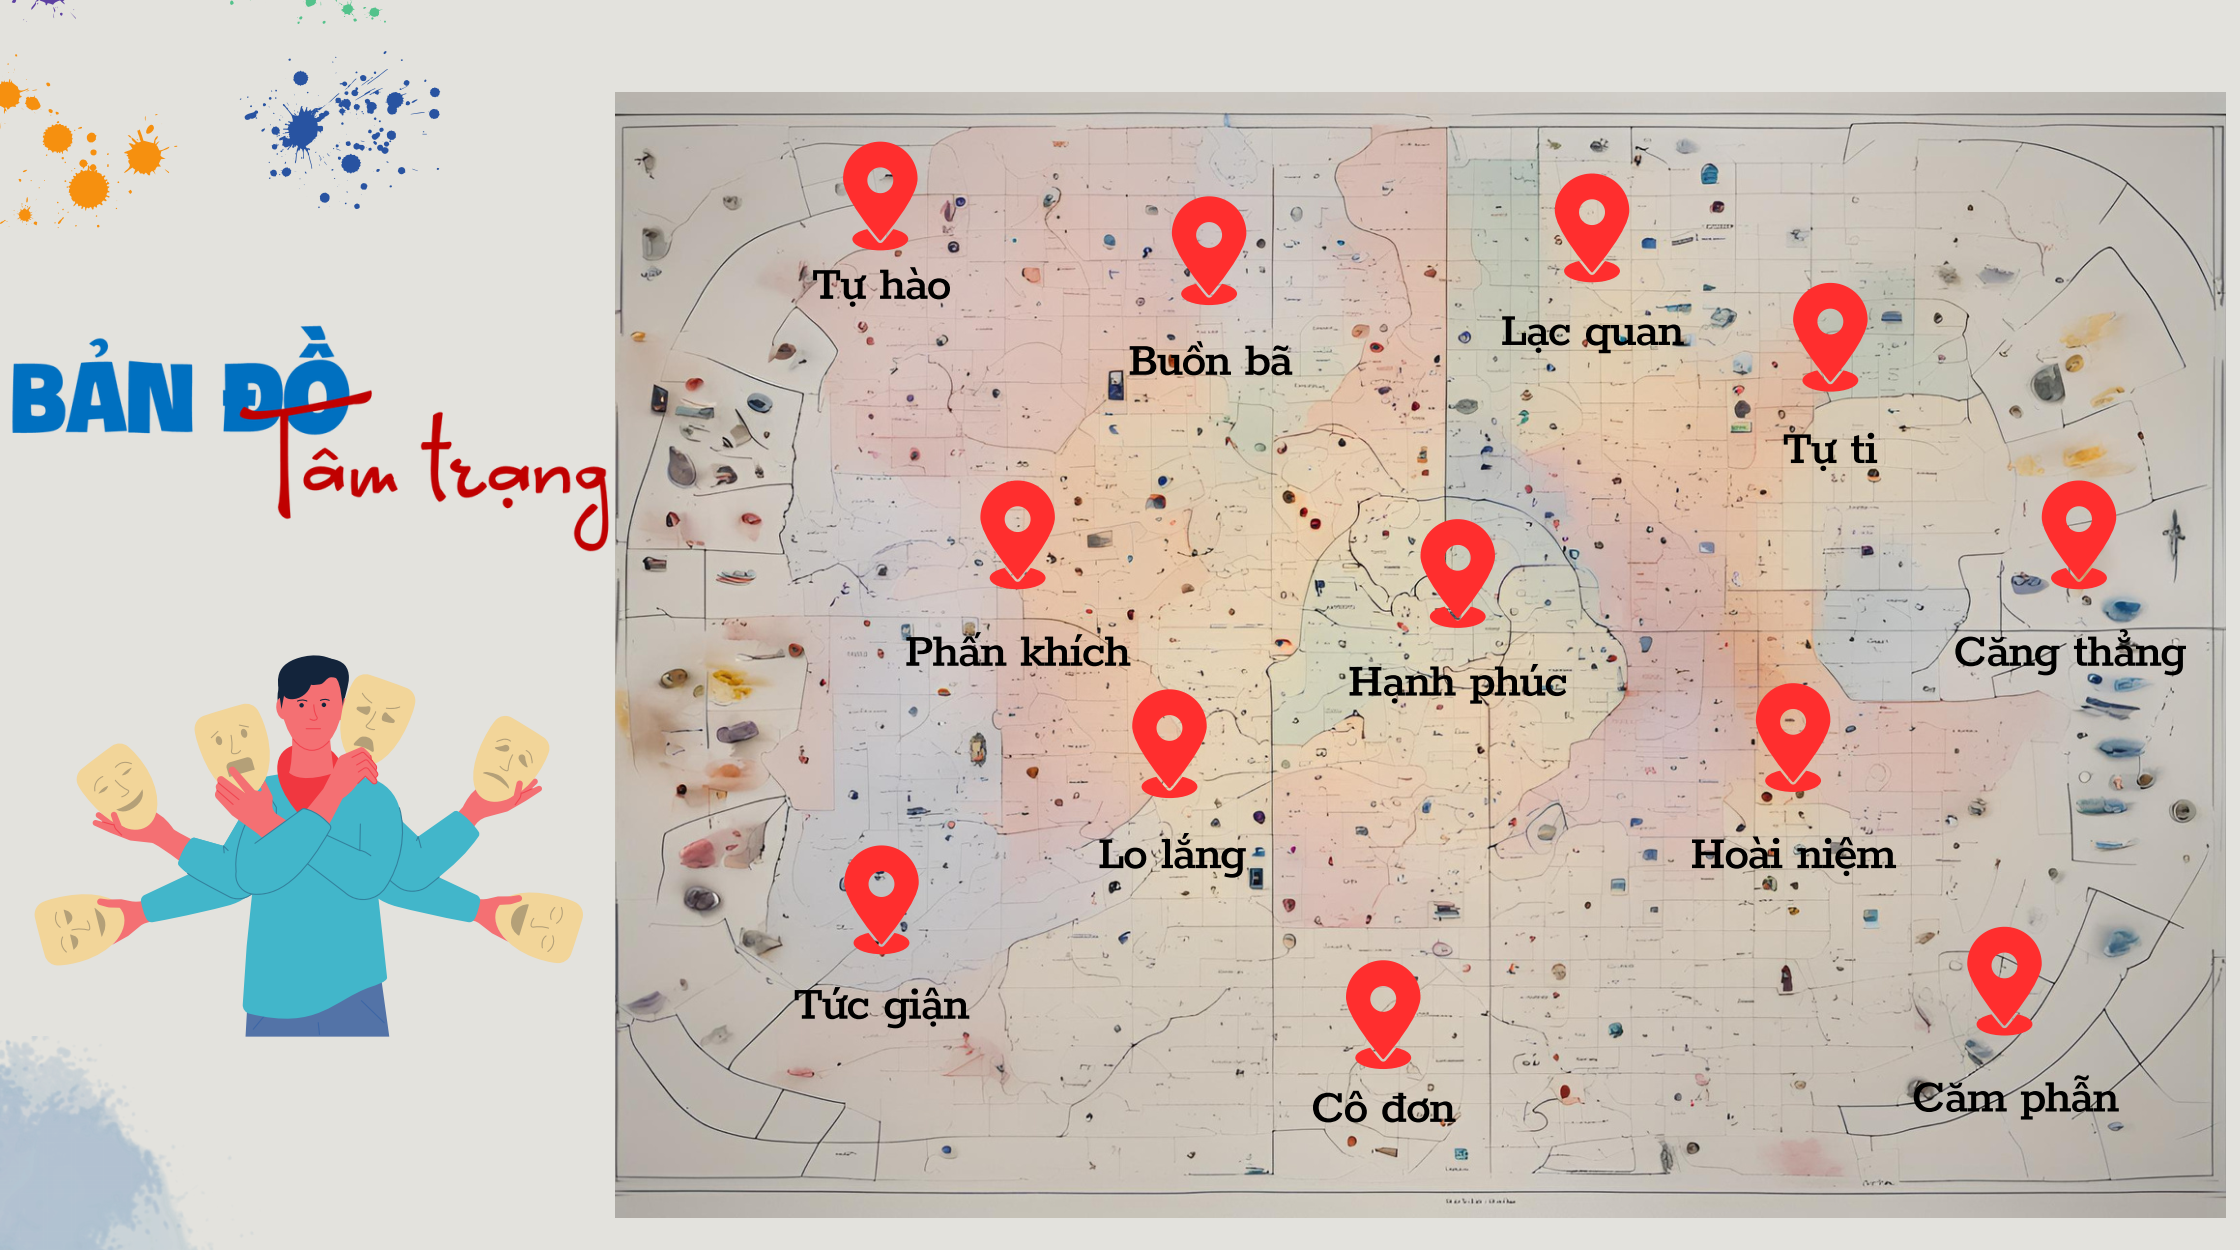 BẢN ĐỒ
Tâm trạng
Tự hào
Buồn bã
Lạc quan
Tự ti
Phấn khích
Hạnh phúc
Căng thẳng
Lo lắng
Hoài niệm
Tức giận
Cô đơn
Căm phẫn